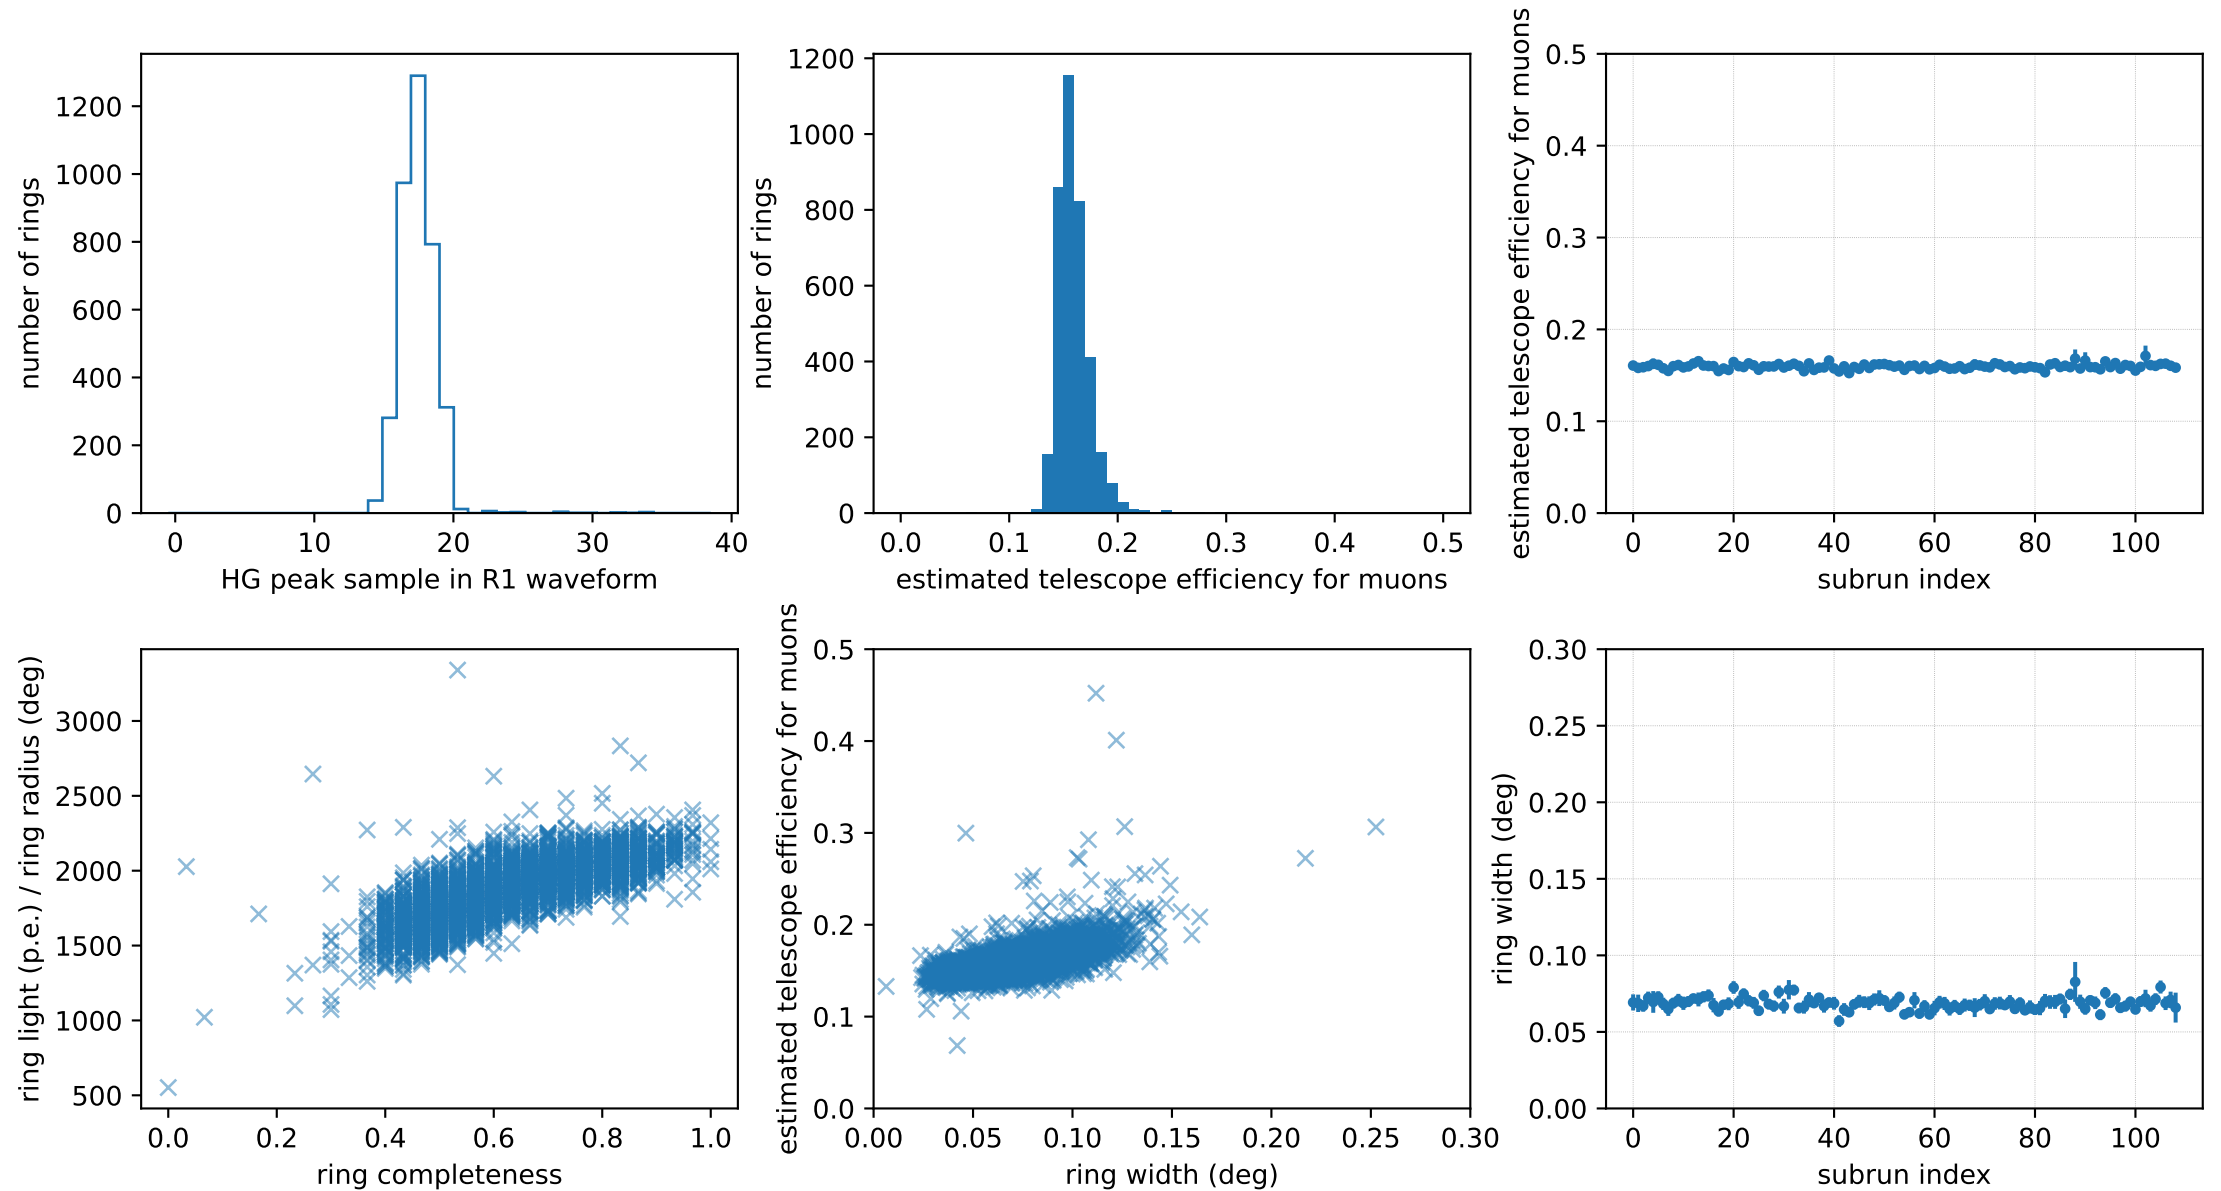 number of rings
1200
1000
800
600
400
200
0
0 10 20 30 40
HG peak sample in R1 waveform
number of rings
1200
1000
800
600
400
200
0
0.0 0.1 0.2 0.3 0.4 0.5
estimated telescope efficiency for muons
estimated telescope efficiency for muons
0.5
0.4
0.3
0.2
0.1
0.0
0 20 40 60 80 100
subrun index
ring light (p.e.) / ring radius (deg)
3000
2500
2000
1500
1000
500
0.0 0.2 0.4 0.6 0.8 1.0
ring completeness
estimated telescope efficiency for muons
0.5
0.4
0.3
0.2
0.1
0.0
0.00 0.05 0.10 0.15 0.20 0.25 0.30
ring width (deg)
ring width (deg)
0.30
0.25
0.20
0.15
0.10
0.05
0.00
0 20 40 60 80 100
subrun index